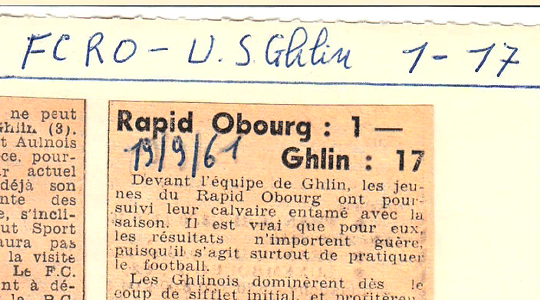 FCRO - U.S Ghlin 1-17
ne peut
Ghlin. (3).
t Aulnois
ce, pour-
r actuel
déjà son
nte des
e, s'incli-
ut Sport
aura pas
la visite
Le F.C.
nt à dé-
Rapid Obourg : 1 —
19/9/61
Ghlin : 17
Devant l'équipe de Ghlin, les jeu-
nes du Rapid Obourg ont pour-
suivi leur calvaire entamé avec la
saison. Il est vrai que pour eux,
les résultats n'importent guère,
puisqu'il s'agit surtout de pratiquer
le football.
Les Ghlinois dominèrent dès le
coup de sifflet initial, et profitèrent